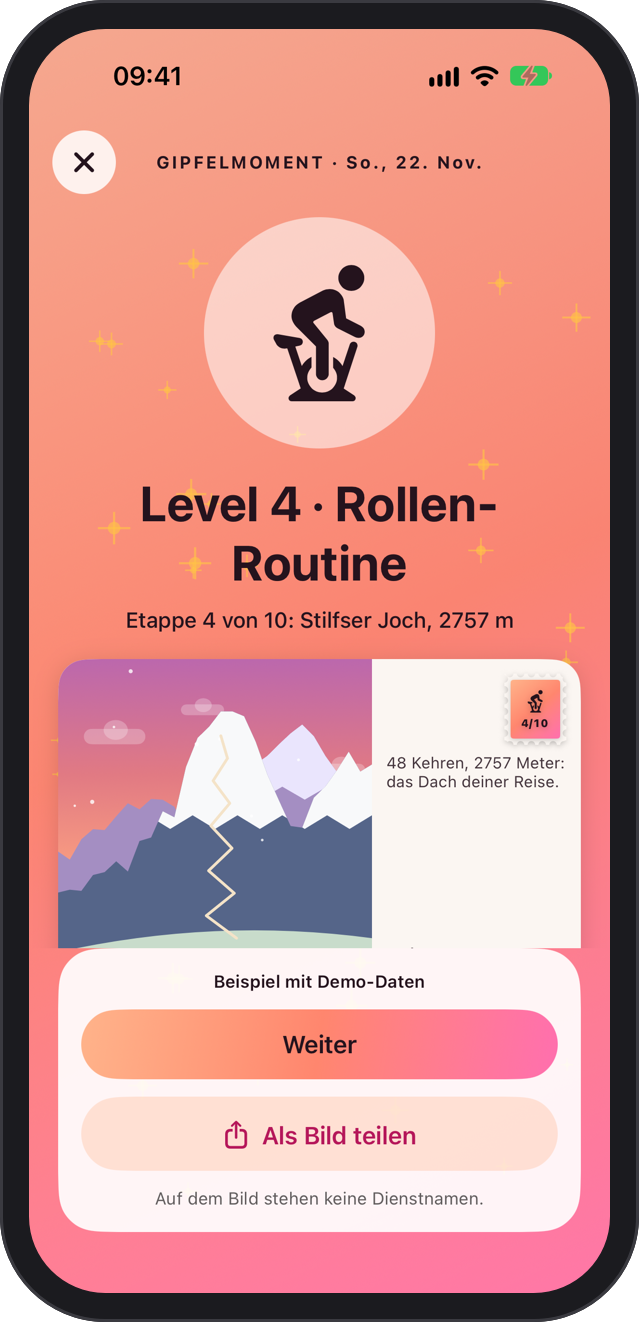 09:41
GIPFELMOMENT · So., 22. Nov.
Level 4 · Rollen-
Routine
Etappe 4 von 10: Stilfser Joch, 2757 m
4/10
48 Kehren, 2757 Meter:
das Dach deiner Reise.
Beispiel mit Demo-Daten
Weiter
Als Bild teilen
Auf dem Bild stehen keine Dienstnamen.